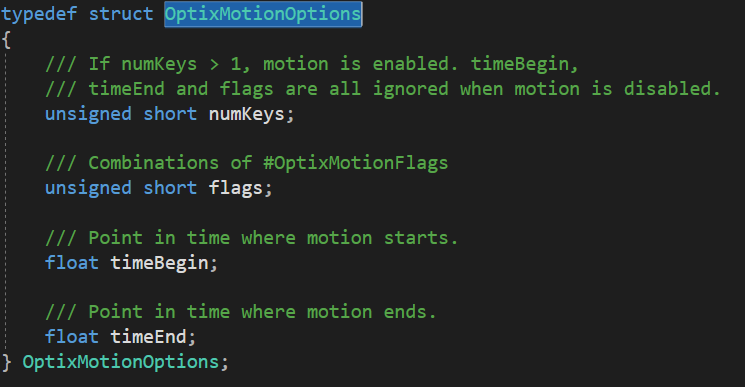 typedef struct OptixMotionOptions
{
/// If numKeys > 1, motion is enabled. timeBegin,
/// timeEnd and flags are all ignored when motion is disabled.
unsigned short numKeys;
/// Combinations of #OptixMotionFlags
unsigned short flags;
/// Point in time where motion starts.
float timeBegin;
/// Point in time where motion ends.
float timeEnd;
} OptixMotionOptions;